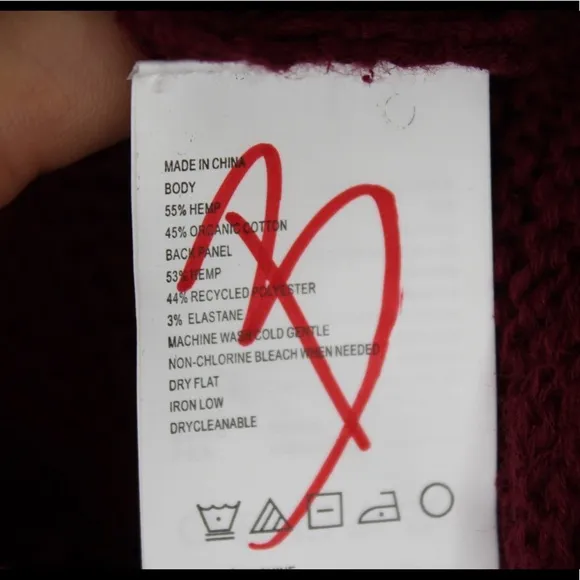 MADE IN CHINA
BODY
55% HEMP
45% ORGANIC COTTON
BACK PANEL
53% HEMP
44% RECYCLED POLYESTER
3% ELASTANE
MACHINE WASH COLD GENTLE
NON-CHLORINE BLEACH WHEN NEEDED
DRY FLAT
IRON LOW
DRYCLEANABLE